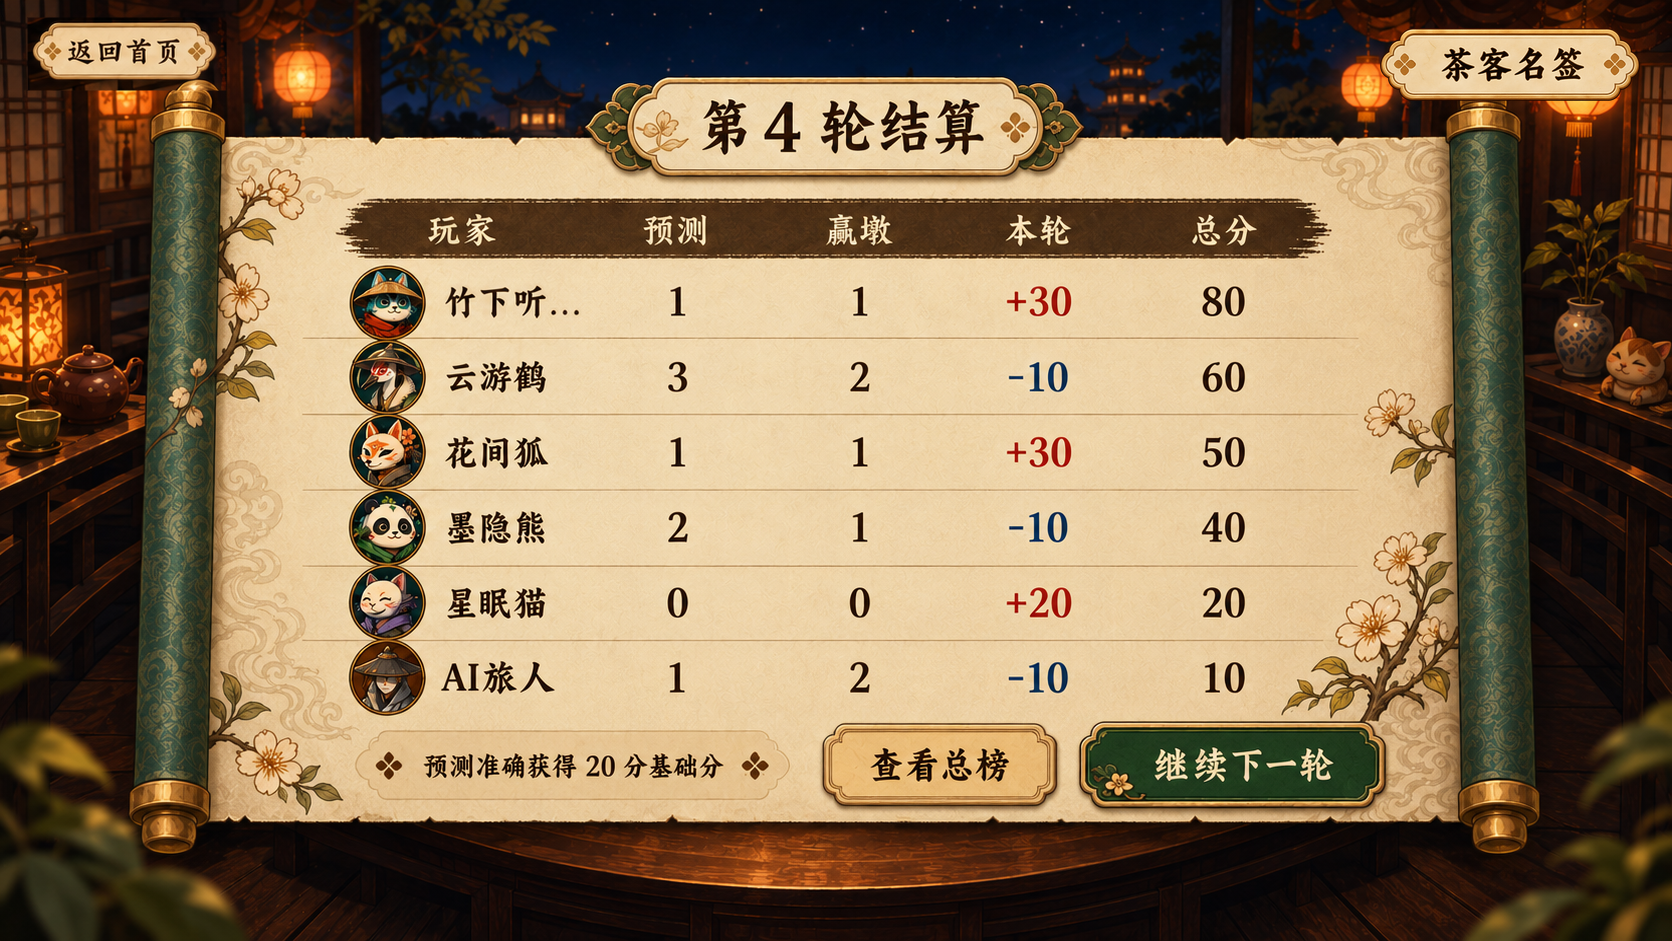 返回首页
茶客名签
第4轮结算
玩家 预测 赢墩 本轮 总分
竹下听... 1 1 +30 80
云游鹤 3 2 -10 60
花间狐 1 1 +30 50
墨隐熊 2 1 -10 40
星眠猫 0 0 +20 20
AI旅人 1 2 -10 10
预测准确获得 20 分基础分
查看总榜
继续下一轮